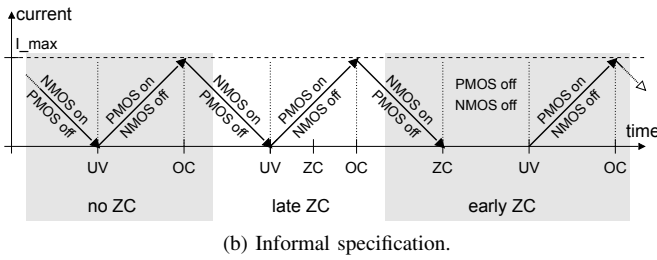 current
I_max
NMOS on
PMOS off
PMOS on
NMOS off
NMOS on
PMOS off
PMOS on
NMOS off
NMOS on
PMOS off
PMOS off
NMOS off
PMOS on
NMOS off
time
UV
OC
UV
ZC
OC
ZC
UV
OC
no ZC
late ZC
early ZC
(b) Informal specification.